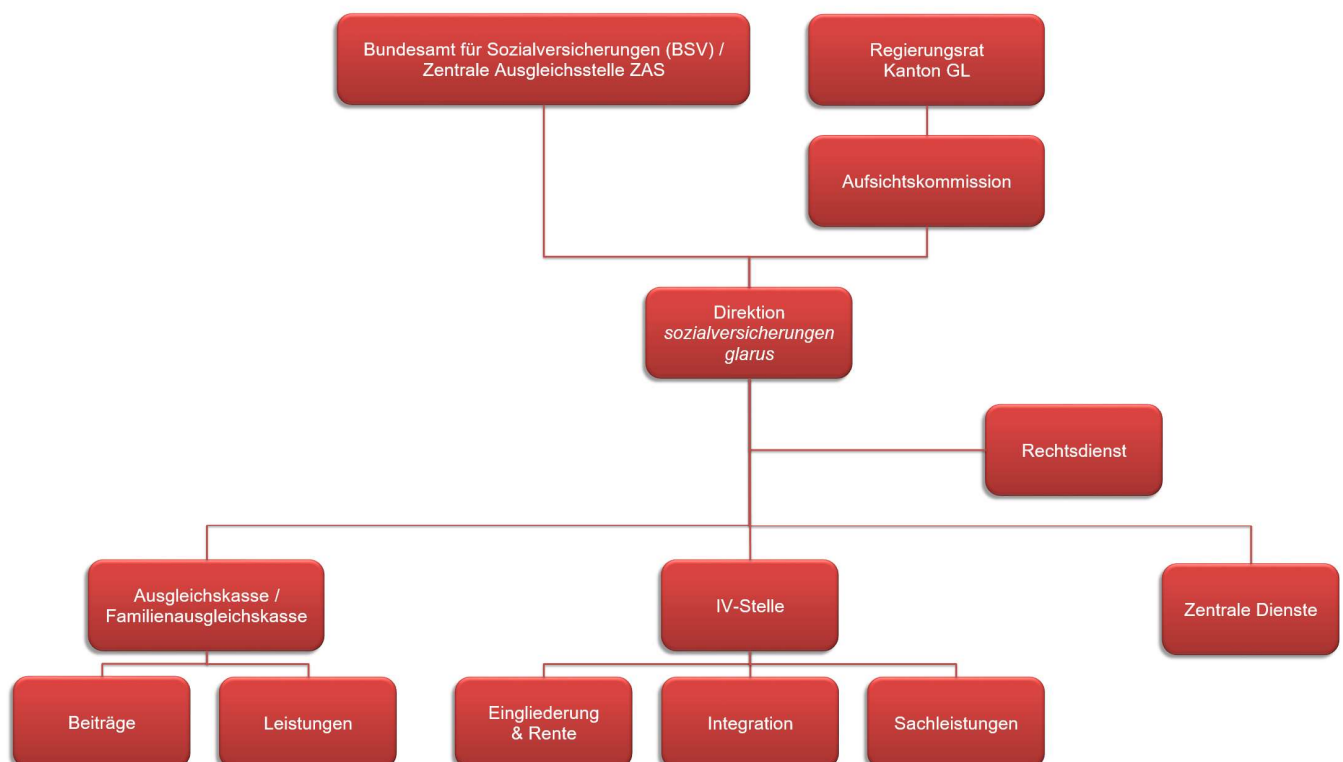 Bundesamt für Sozialversicherungen (BSV) /
Zentrale Ausgleichsstelle ZAS
Regierungsrat
Kanton GL
Aufsichtskommission
Direktion
sozialversicherungen
glarus
Rechtsdienst
Ausgleichskasse /
Familienausgleichskasse
IV-Stelle
Zentrale Dienste
Beiträge
Leistungen
Eingliederung
& Rente
Integration
Sachleistungen